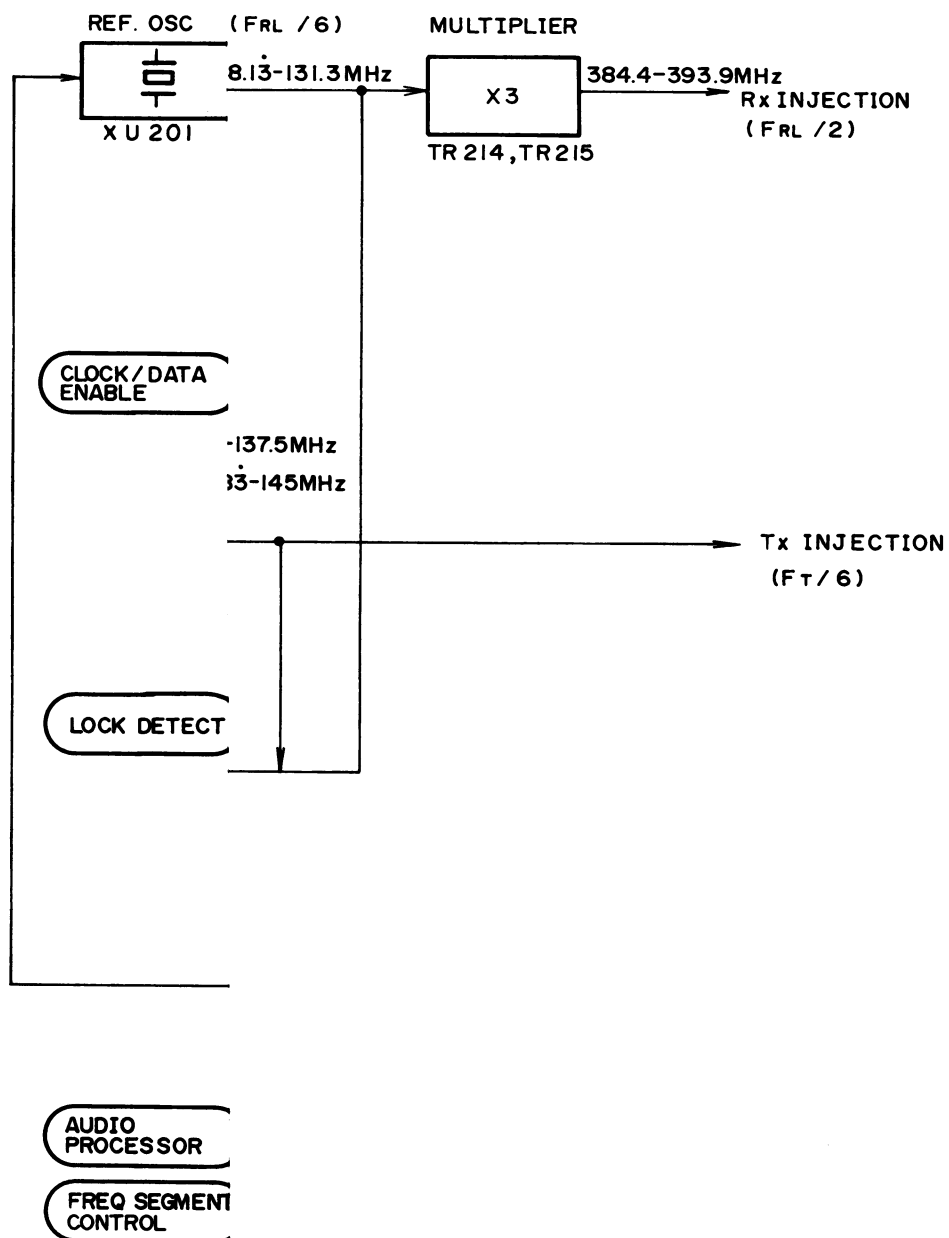 REF. OSC
(FRL /6)
MULTIPLIER
8.13̇-131.3MHz
X3
384.4-393.9MHz
Rx INJECTION
(FRL /2)
XU201
TR214,TR215
CLOCK/DATA
ENABLE
-137.5MHz
33̇-145MHz
Tx INJECTION
(FT/6)
LOCK DETECT
AUDIO
PROCESSOR
FREQ SEGMENT
CONTROL